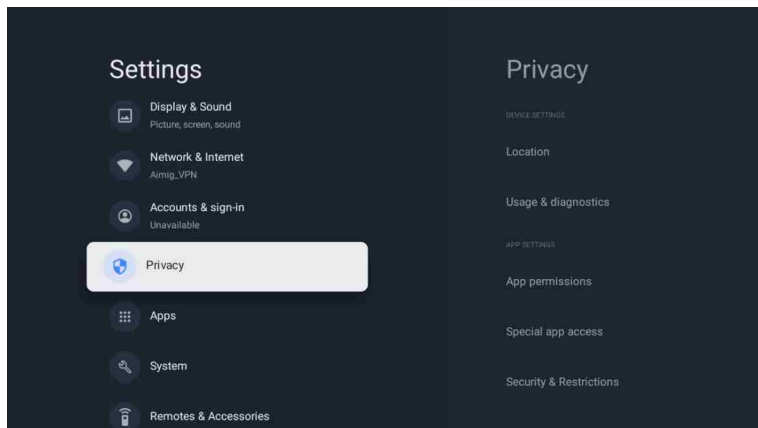 Settings
Display & Sound
Picture, screen, sound
Network & Internet
Aimig_VPN
Accounts & sign-in
Unavailable
Privacy
Apps
System
Remotes & Accessories
Privacy
DEVICE SETTINGS
Location
Usage & diagnostics
APP SETTINGS
App permissions
Special app access
Security & Restrictions